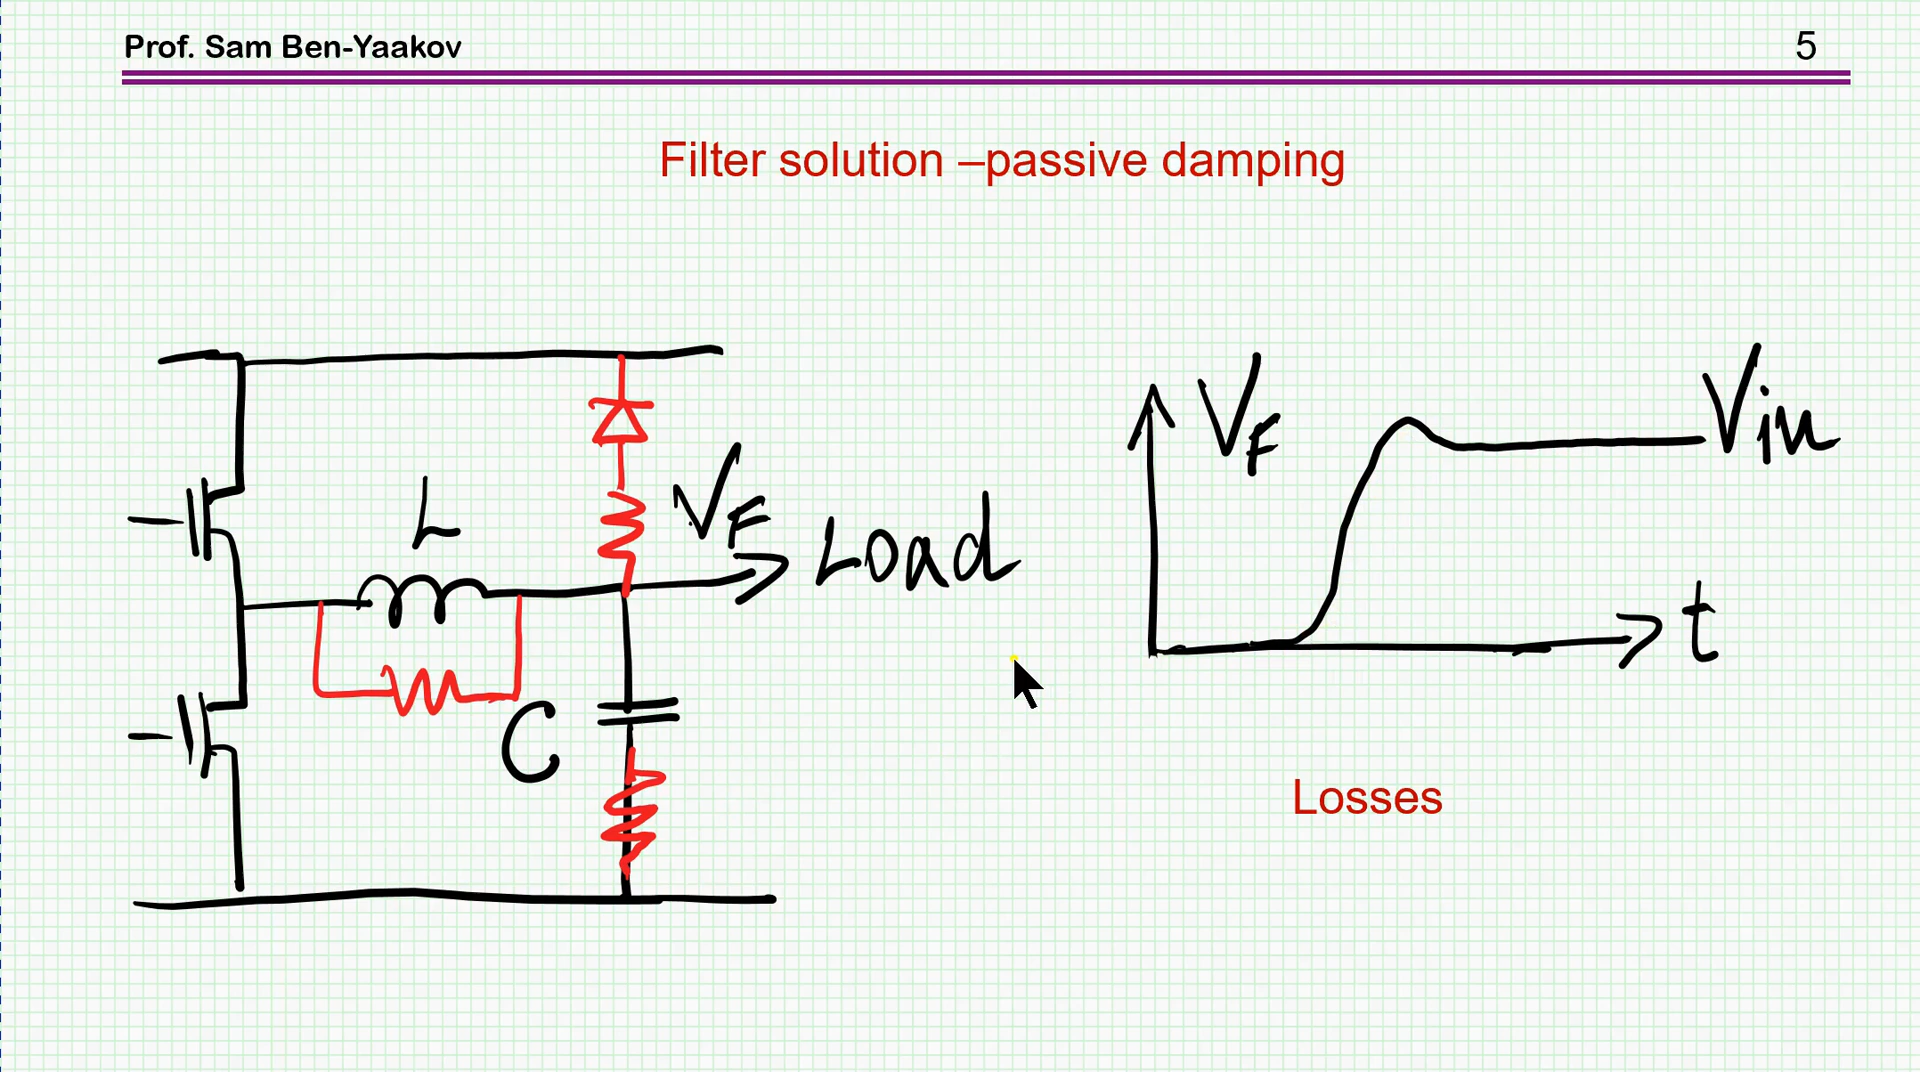 Prof. Sam Ben-Yaakov
5
Filter solution –passive damping
L
VF
Load
C
VF
Vin
t
Losses